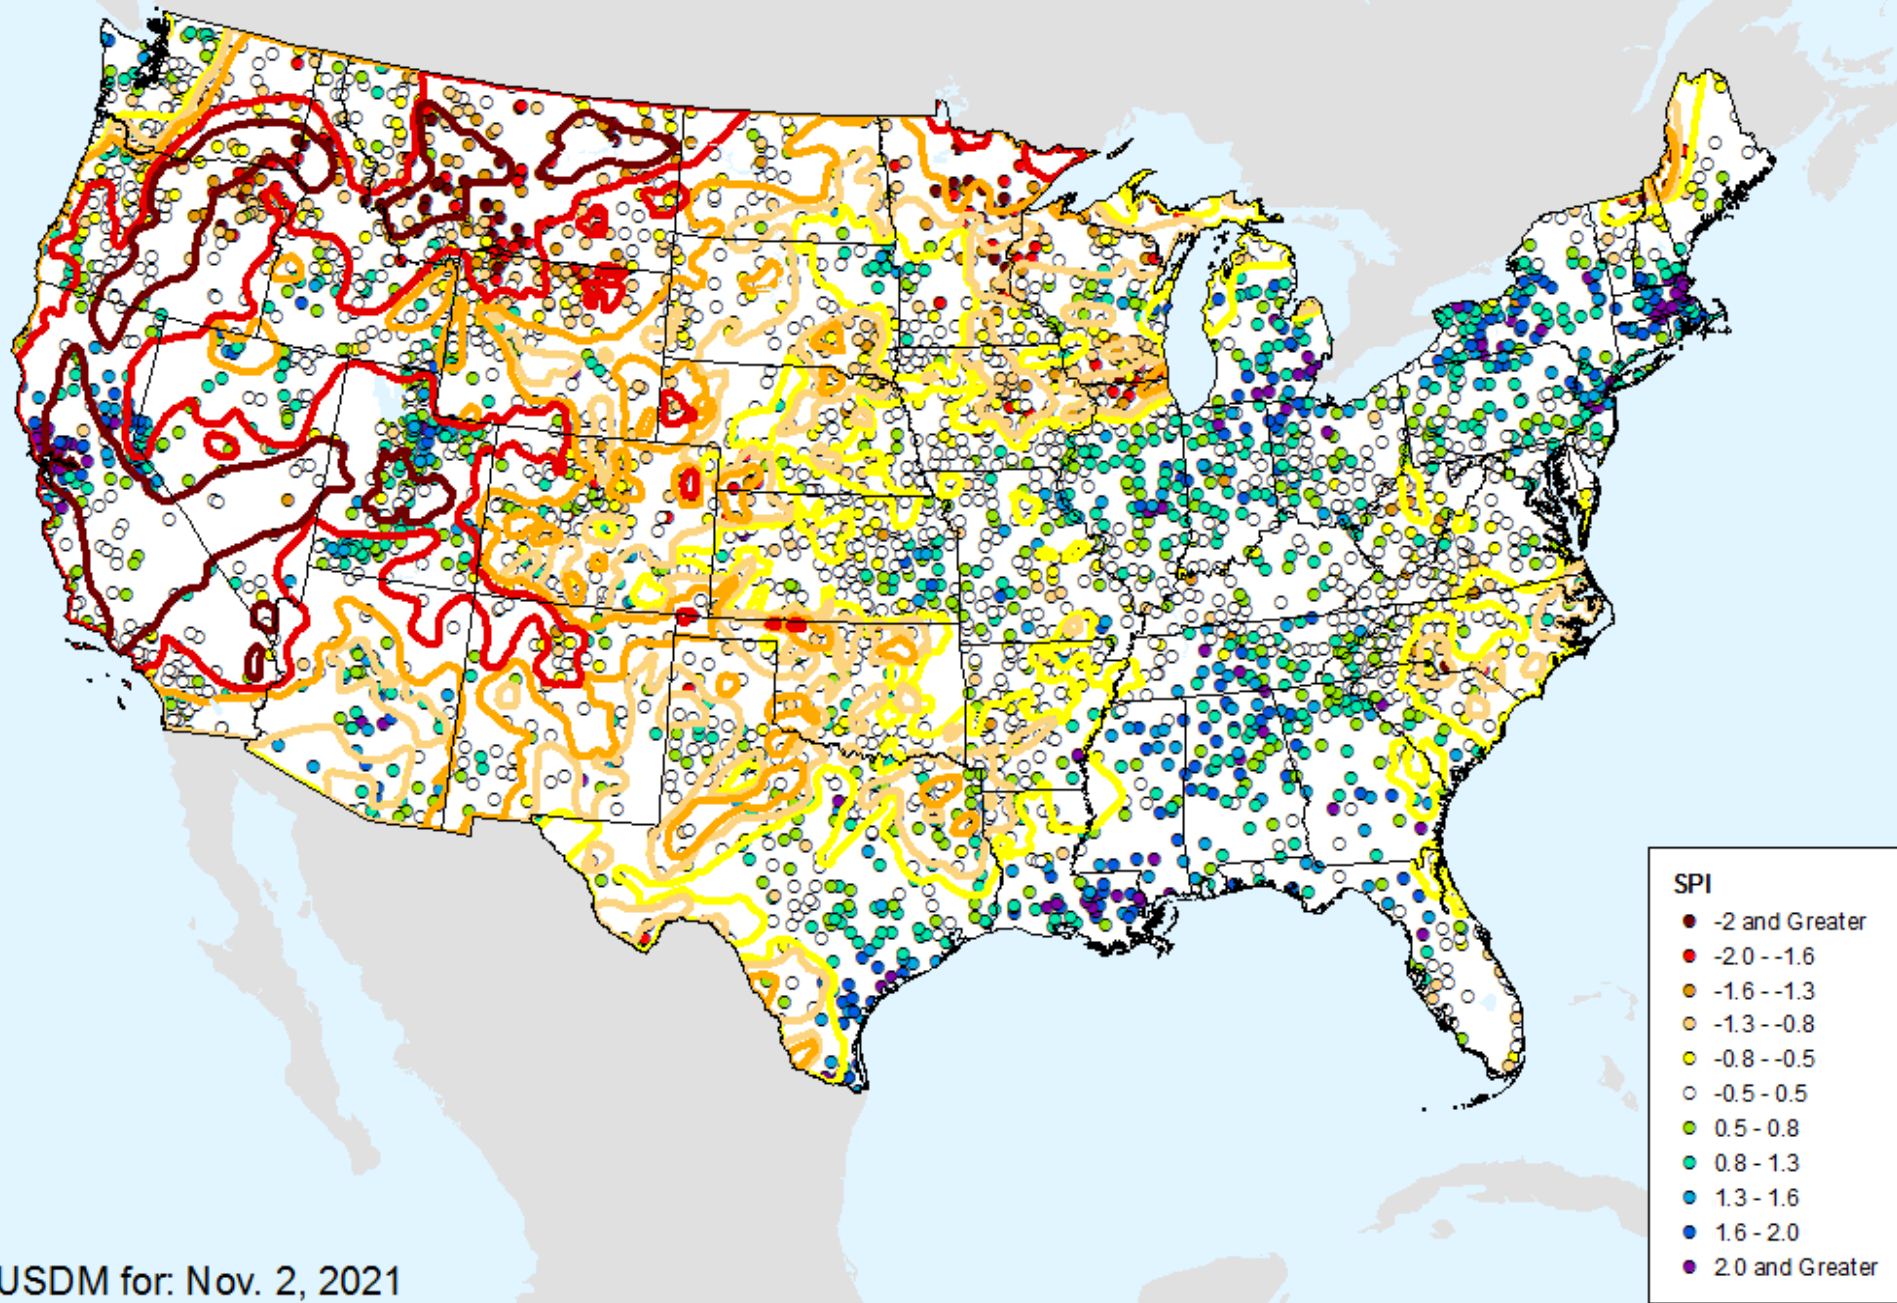 SPI
-2 and Greater
-2.0 - -1.6
-1.6 - -1.3
-1.3 - -0.8
-0.8 - -0.5
-0.5 - 0.5
0.5 - 0.8
0.8 - 1.3
1.3 - 1.6
1.6 - 2.0
2.0 and Greater
USDM for: Nov. 2, 2021